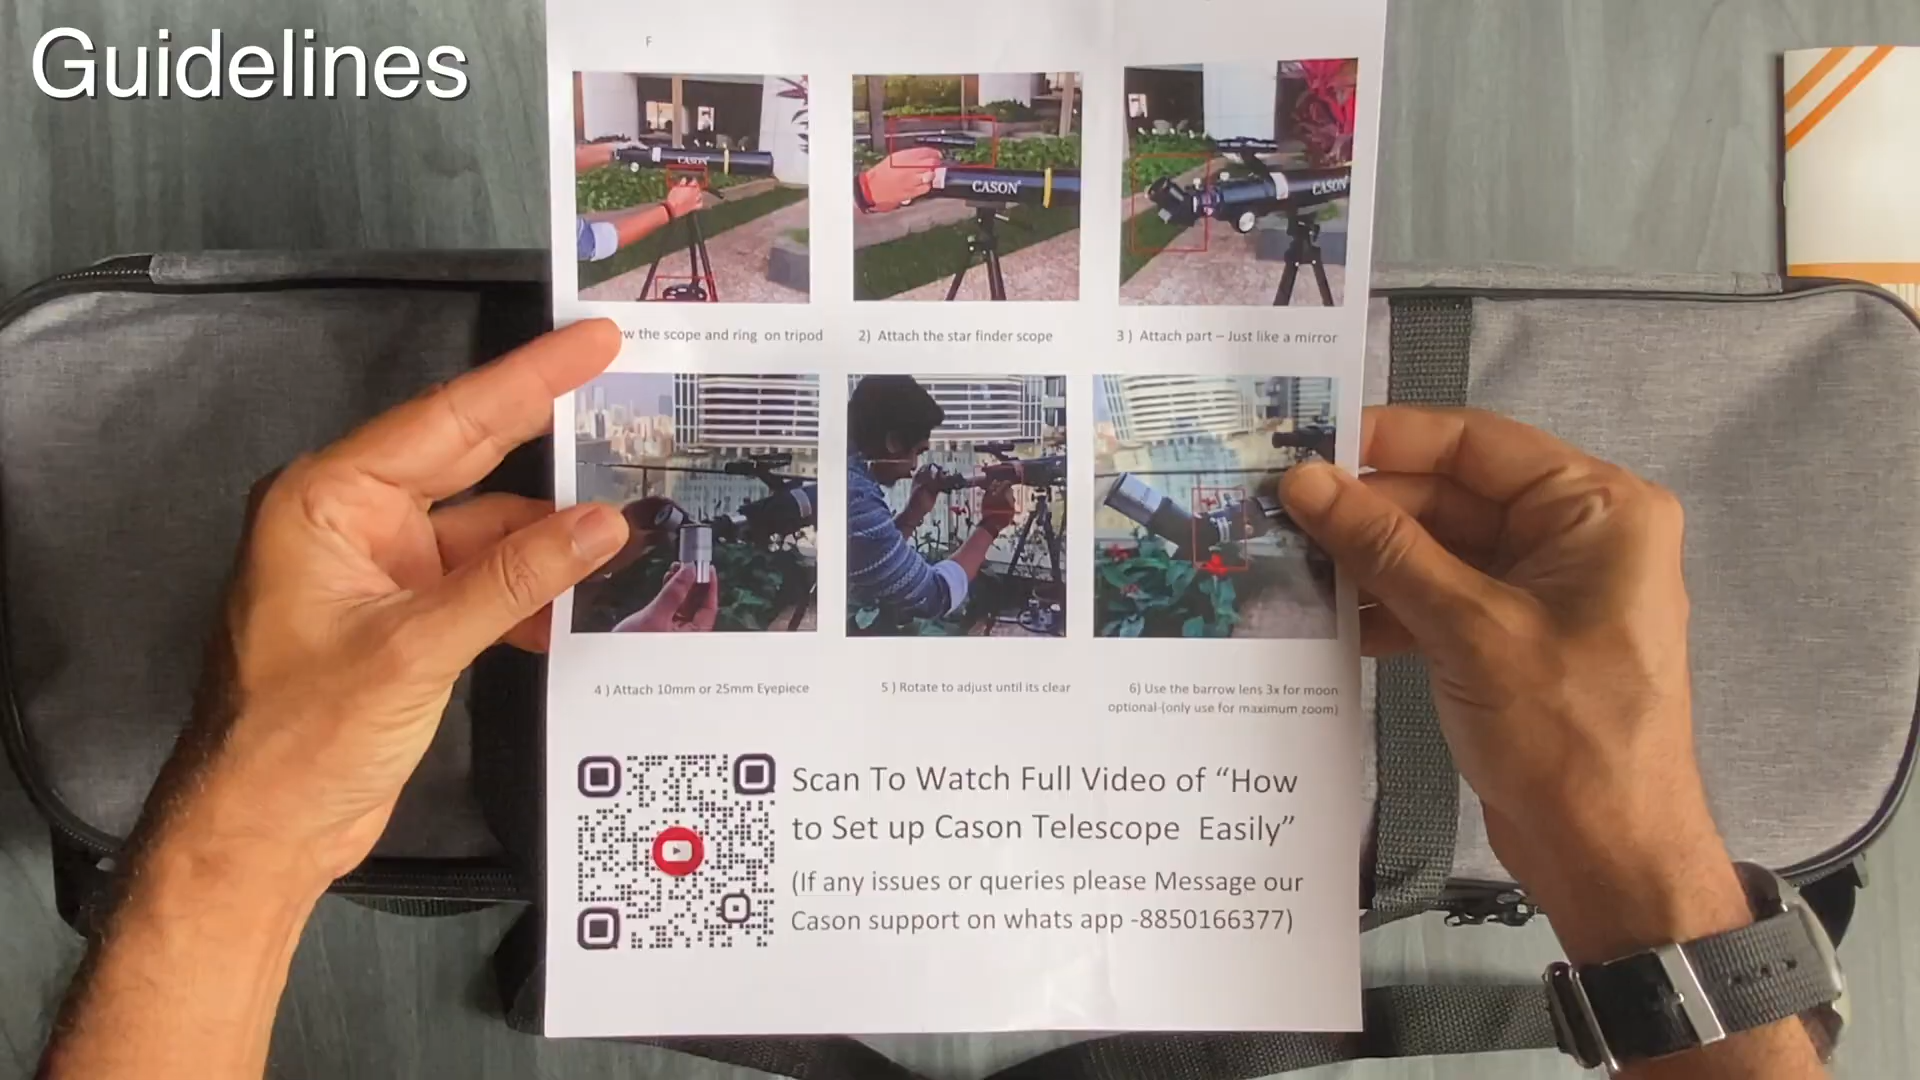 Guidelines
F
CASON
CASON
CASON
the scope and ring on tripod
2) Attach the star finder scope
3 ) Attach part – Just like a mirror
4 ) Attach 10mm or 25mm Eyepiece
5 ) Rotate to adjust until its clear
6) Use the barrow lens 3x for moon
optional-(only use for maximum zoom)
Scan To Watch Full Video of “How
to Set up Cason Telescope Easily”
(If any issues or queries please Message our
Cason support on whats app -8850166377)